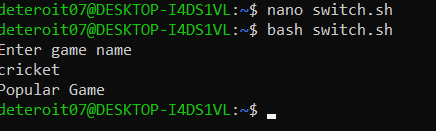 deteroit07@DESKTOP-I4DS1VL:~$ nano switch.sh
deteroit07@DESKTOP-I4DS1VL:~$ bash switch.sh
Enter game name
cricket
Popular Game
deteroit07@DESKTOP-I4DS1VL:~$